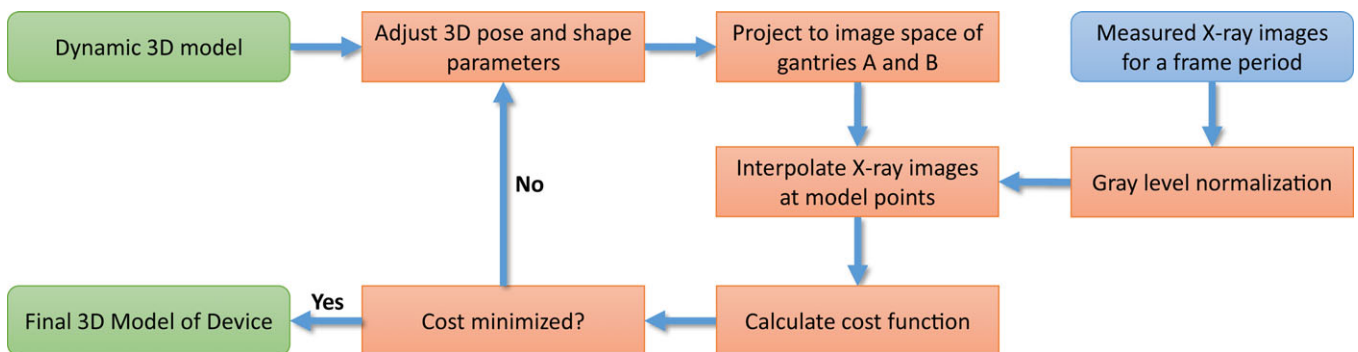 Dynamic 3D model
Adjust 3D pose and shape
parameters
Project to image space of
gantries A and B
Measured X-ray images
for a frame period
Interpolate X-ray images
at model points
Gray level normalization
No
Yes
Final 3D Model of Device
Cost minimized?
Calculate cost function